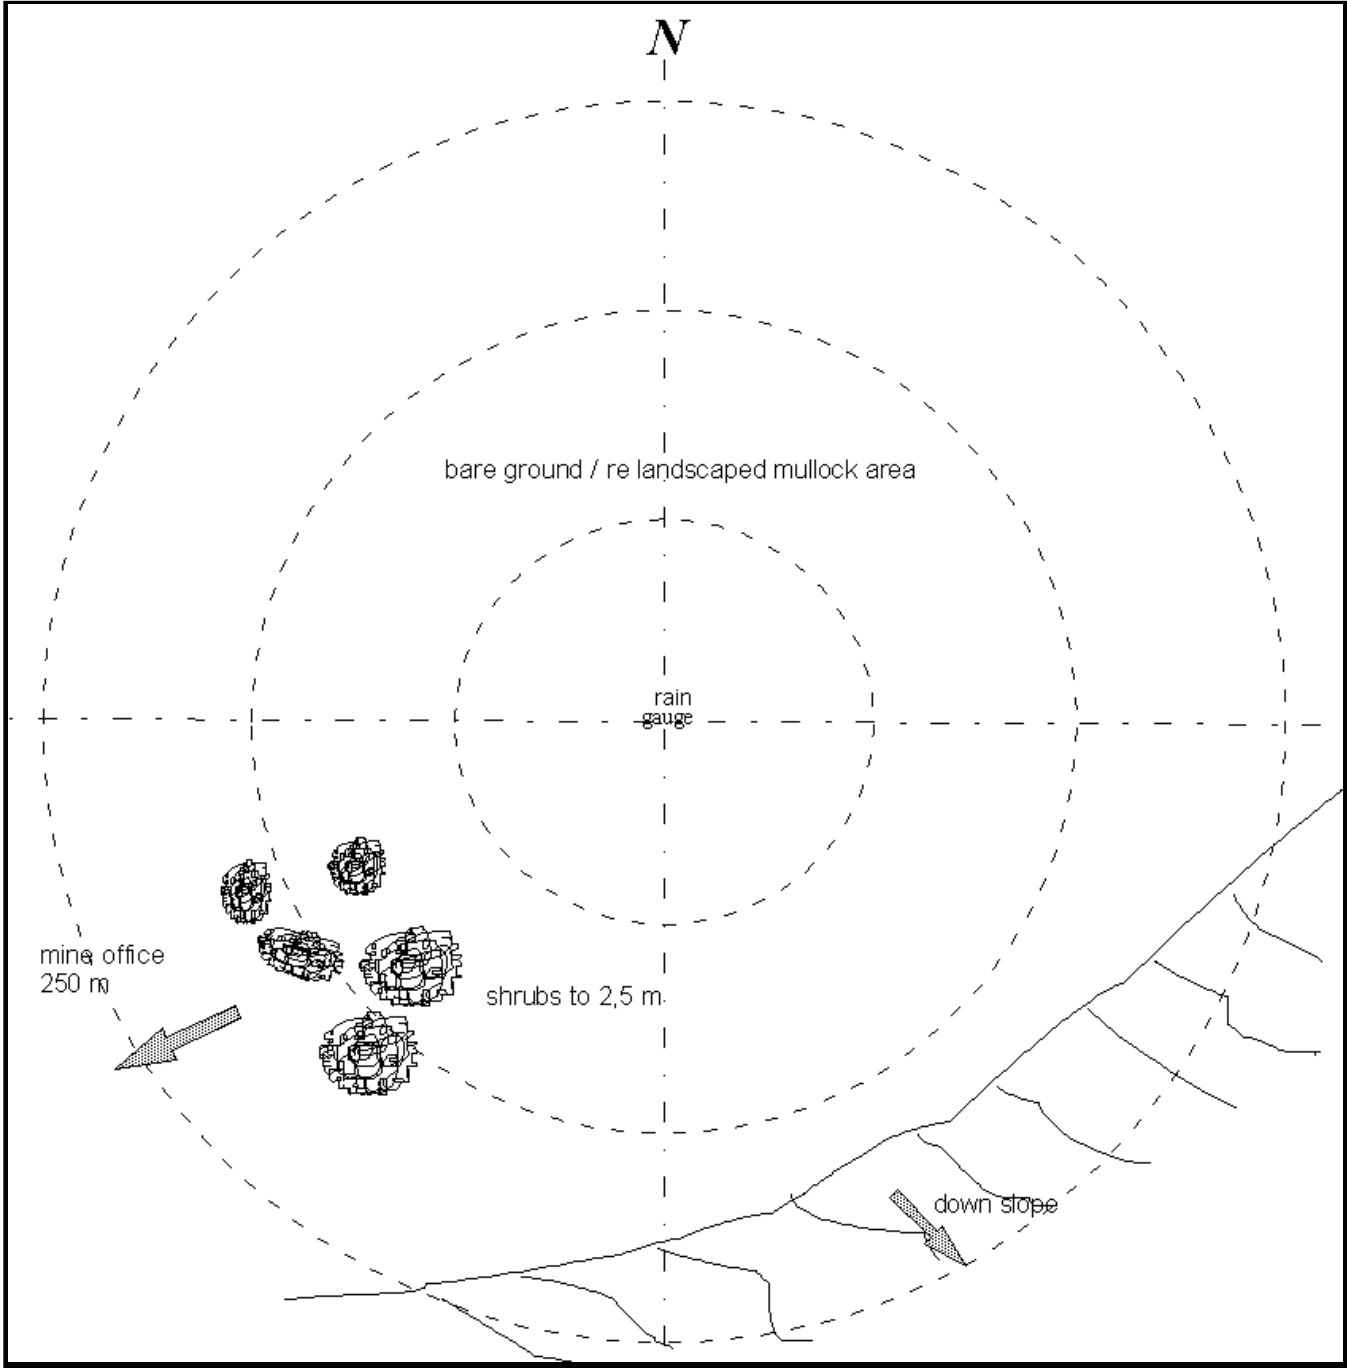 N
bare ground / re landscaped mullock area
rain
gauge
mine office
250 m
shrubs to 2,5 m
down slope